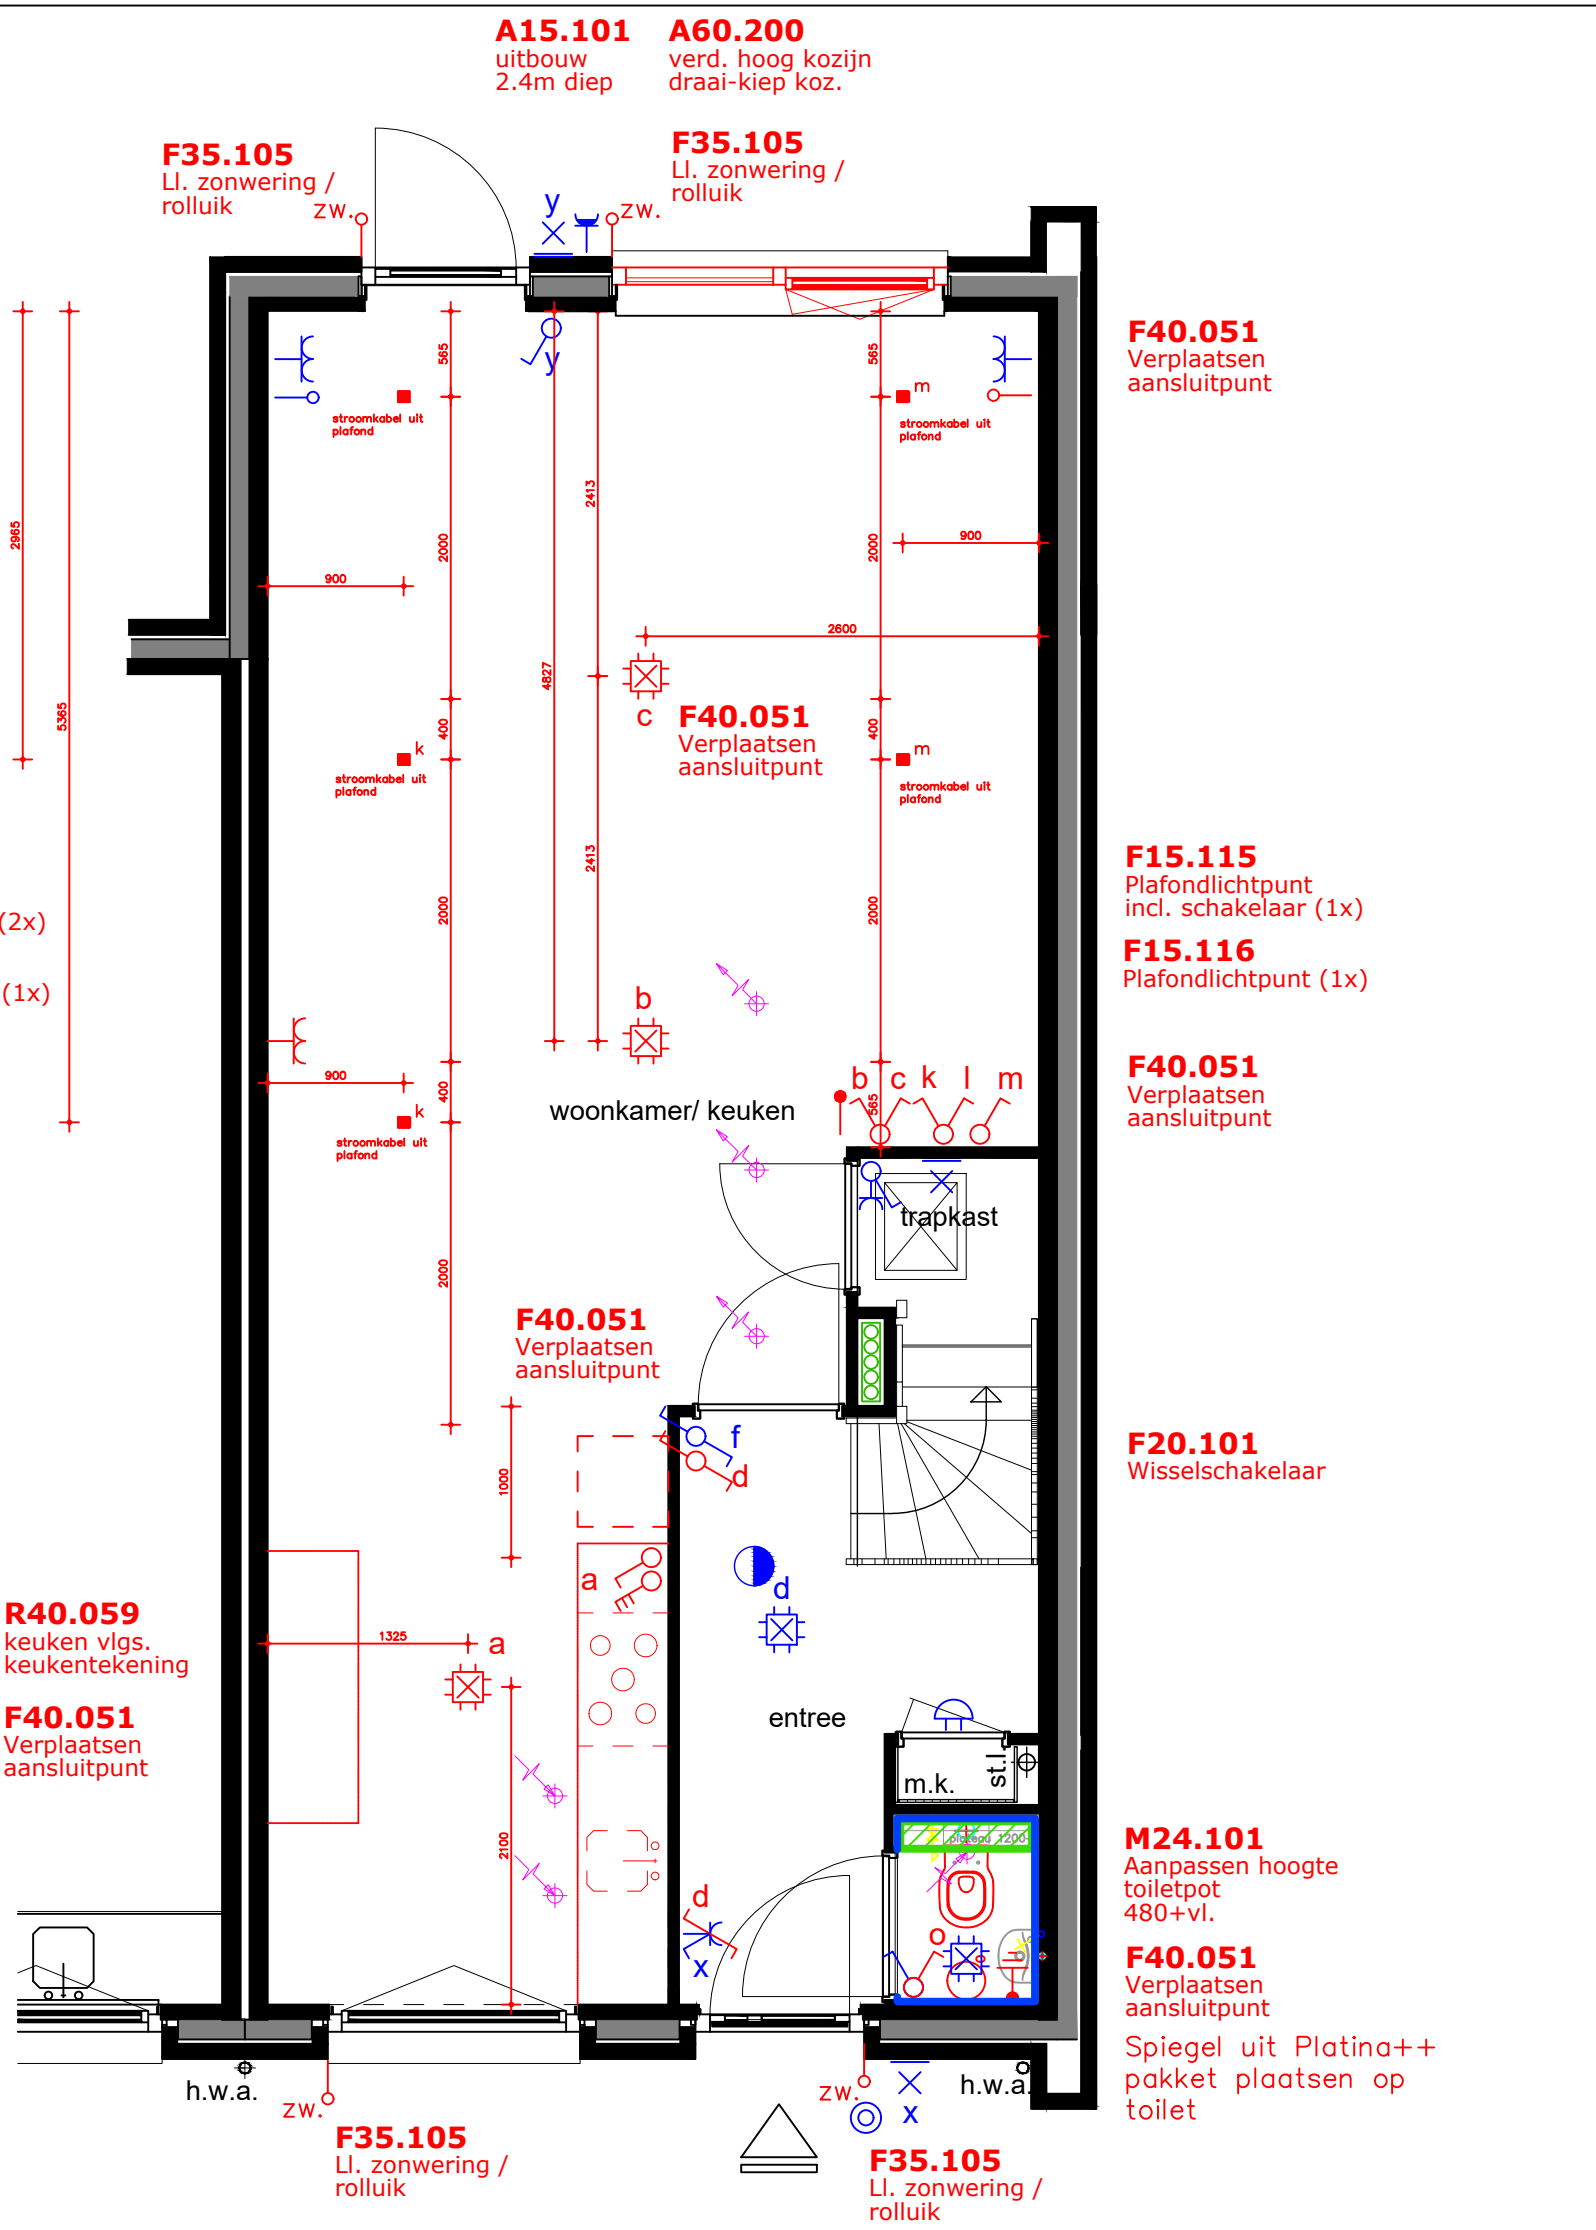 A15.101
uitbouw
2.4m diep
A60.200
verd. hoog kozijn
draai-kiep koz.
F35.105
Ll. zonwering /
rolluik
zw.
F35.105
Ll. zonwering /
rolluik
zw.
y
y
565
565
m
stroomkabel uit
plafond
stroomkabel uit
plafond
F40.051
Verplaatsen
aansluitpunt
2965
5365
2413
2000
2000
900
900
2600
4827
c
F40.051
Verplaatsen
aansluitpunt
400
400
k
stroomkabel uit
plafond
m
stroomkabel uit
plafond
2413
2000
2000
(2x)
(1x)
F15.115
Plafondlichtpunt
incl. schakelaar (1x)
F15.116
Plafondlichtpunt (1x)
b
900
400
k
stroomkabel uit
plafond
woonkamer/ keuken
b
c
k
l
m
565
F40.051
Verplaatsen
aansluitpunt
trapkast
2000
F40.051
Verplaatsen
aansluitpunt
f
d
1000
F20.101
Wisselschakelaar
a
d
R40.059
keuken vlgs.
keukentekening
1325
a
F40.051
Verplaatsen
aansluitpunt
entree
m.k.
st.l.
2100
plateau 1200+
M24.101
Aanpassen hoogte
toiletpot
480+vl.
d
x
o
F40.051
Verplaatsen
aansluitpunt
Spiegel uit Platina++
pakket plaatsen op
toilet
h.w.a.
zw.
zw.
x
h.w.a.
F35.105
Ll. zonwering /
rolluik
F35.105
Ll. zonwering /
rolluik